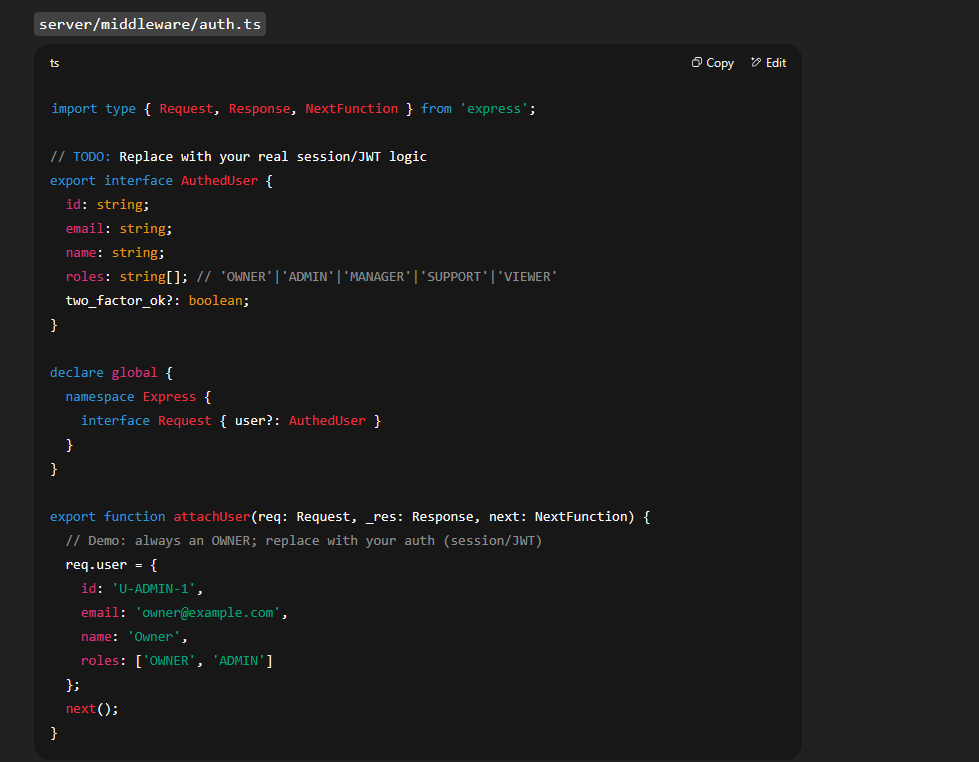 server/middleware/auth.ts
ts
Copy
Edit
import type { Request, Response, NextFunction } from 'express';
// TODO: Replace with your real session/JWT logic
export interface AuthedUser {
  id: string;
  email: string;
  name: string;
  roles: string[]; // 'OWNER'|'ADMIN'|'MANAGER'|'SUPPORT'|'VIEWER'
  two_factor_ok?: boolean;
}
declare global {
  namespace Express {
    interface Request { user?: AuthedUser }
  }
}
export function attachUser(req: Request, _res: Response, next: NextFunction) {
  // Demo: always an OWNER; replace with your auth (session/JWT)
  req.user = {
    id: 'U-ADMIN-1',
    email: 'owner@example.com',
    name: 'Owner',
    roles: ['OWNER', 'ADMIN']
  };
  next();
}